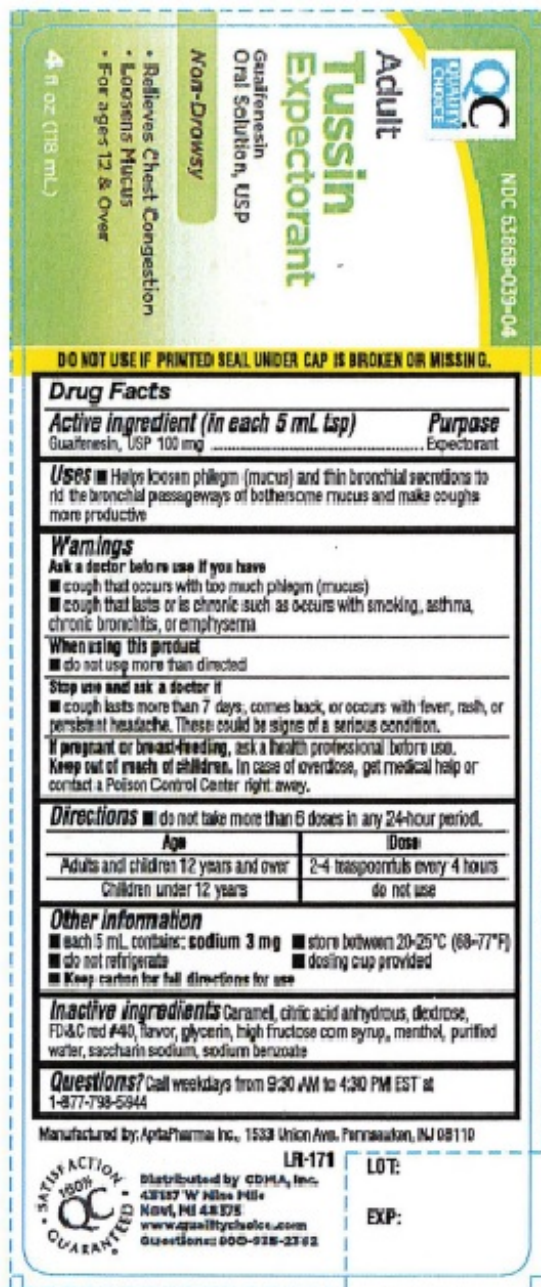 NDC 63868-039-04
QC
QUALITY
CHOICE
Adult
Tussin
Expectorant
Guaifenesin
Oral Solution, USP
Non-Drowsy
• Relieves Chest Congestion
• Loosens Mucus
• For ages 12 & Over
4 fl oz (118 mL)
DO NOT USE IF PRINTED SEAL UNDER CAP IS BROKEN OR MISSING.
Drug Facts
Active ingredient (in each 5 mL tsp) Purpose
Guaifenesin, USP 100 mg ........ Expectorant
Uses ■ Helps loosen phlegm (mucus) and thin bronchial secretions to
rid the bronchial passageways of bothersome mucus and make coughs
more productive
Warnings
Ask a doctor before use if you have
■ cough that occurs with too much phlegm (mucus)
■ cough that lasts or is chronic such as occurs with smoking, asthma,
chronic bronchitis, or emphysema
When using this product
■ do not use more than directed
Stop use and ask a doctor if
■ cough lasts more than 7 days, comes back, or occurs with fever, rash, or
persistent headache. These could be signs of a serious condition.
If pregnant or breast-feeding, ask a health professional before use.
Keep out of reach of children. In case of overdose, get medical help or
contact a Poison Control Center right away.
Directions ■ do not take more than 6 doses in any 24-hour period.
Age Dose
Adults and children 12 years and over 2-4 teaspoonfuls every 4 hours
Children under 12 years do not use
Other information
■ each 5 mL contains: sodium 3 mg ■ store between 20-25°C (68-77°F)
■ do not refrigerate ■ dosing cup provided
■ Keep carton for full directions for use
Inactive ingredients Caramel, citric acid anhydrous, dextrose,
FD&C red #40, flavor, glycerin, high fructose corn syrup, menthol, purified
water, saccharin sodium, sodium benzoate
Questions? Call weekdays from 9:30 AM to 4:30 PM EST at
1-877-798-5944
Manufactured by: AptaPharma Inc., 1533 Union Ave. Pennsauken, NJ 08110
LR-171
SATISFACTION
100%
QC
GUARANTEED
Distributed by CDMA, Inc.
43157 W Nine Mile
Novi, MI 48375
www.qualitychoice.com
Questions: 800-935-2362
LOT:
EXP: